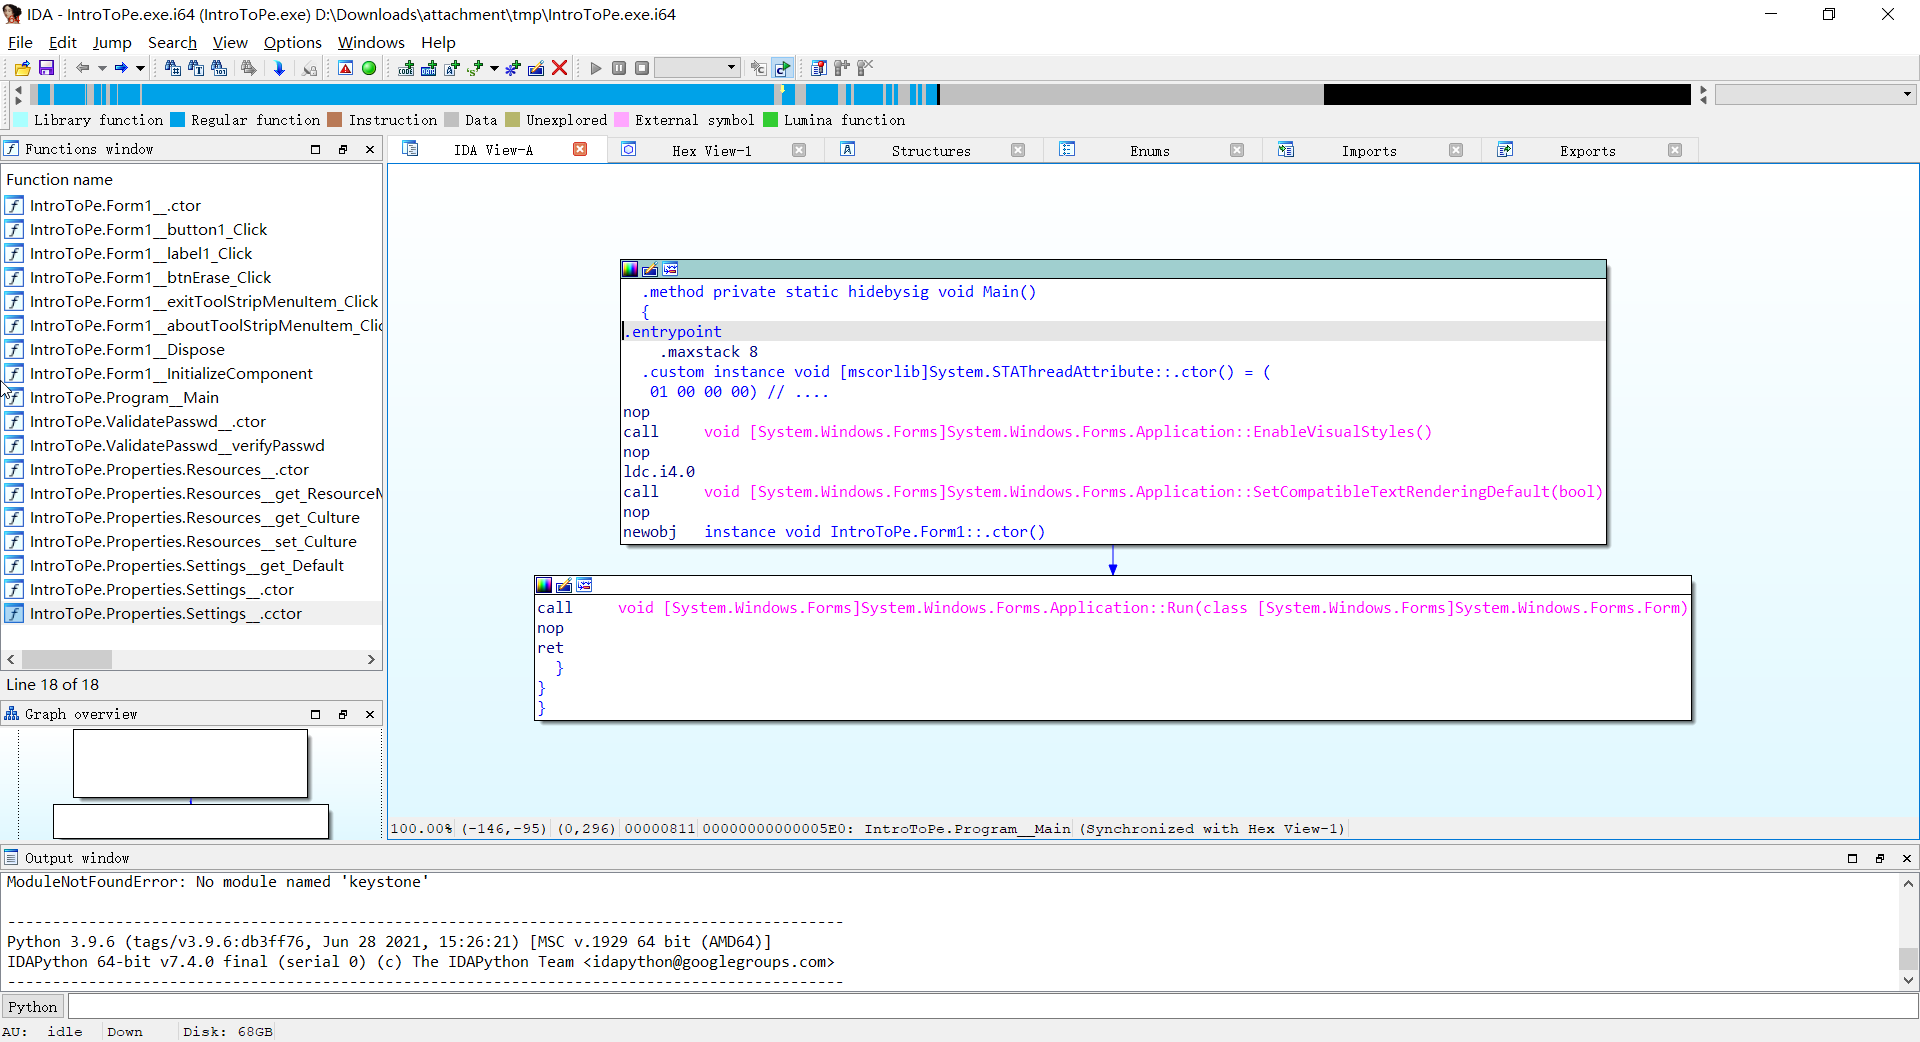 IDA - IntroToPe.exe.i64 (IntroToPe.exe) D:\Downloads\attachment\tmp\IntroToPe.exe.i64
File Edit Jump Search View Options Windows Help
Library function Regular function Instruction Data Unexplored External symbol Lumina function
Functions window
IDA View-A Hex View-1 Structures Enums Imports Exports
Function name
IntroToPe.Form1__.ctor
IntroToPe.Form1__button1_Click
IntroToPe.Form1__label1_Click
IntroToPe.Form1__btnErase_Click
IntroToPe.Form1__exitToolStripMenuItem_Click
IntroToPe.Form1__aboutToolStripMenuItem_Clic
IntroToPe.Form1__Dispose
IntroToPe.Form1__InitializeComponent
IntroToPe.Program__Main
IntroToPe.ValidatePasswd__.ctor
IntroToPe.ValidatePasswd__verifyPasswd
IntroToPe.Properties.Resources__.ctor
IntroToPe.Properties.Resources__get_ResourceM
IntroToPe.Properties.Resources__get_Culture
IntroToPe.Properties.Resources__set_Culture
IntroToPe.Properties.Settings__get_Default
IntroToPe.Properties.Settings__.ctor
IntroToPe.Properties.Settings__.cctor
Line 18 of 18
Graph overview
.method private static hidebysig void Main()
{
.entrypoint
.maxstack 8
.custom instance void [mscorlib]System.STAThreadAttribute::.ctor() = (
01 00 00 00) // ....
nop
call void [System.Windows.Forms]System.Windows.Forms.Application::EnableVisualStyles()
nop
ldc.i4.0
call void [System.Windows.Forms]System.Windows.Forms.Application::SetCompatibleTextRenderingDefault(bool)
nop
newobj instance void IntroToPe.Form1::.ctor()
call void [System.Windows.Forms]System.Windows.Forms.Application::Run(class [System.Windows.Forms]System.Windows.Forms.Form)
nop
ret
}
}
}
100.00% (-146,-95) (0,296) 00000811 00000000000005E0: IntroToPe.Program__Main (Synchronized with Hex View-1)
Output window
ModuleNotFoundError: No module named 'keystone'
---------------------------------------------------------------------------------------------
Python 3.9.6 (tags/v3.9.6:db3ff76, Jun 28 2021, 15:26:21) [MSC v.1929 64 bit (AMD64)]
IDAPython 64-bit v7.4.0 final (serial 0) (c) The IDAPython Team <idapython@googlegroups.com>
---------------------------------------------------------------------------------------------
Python
AU: idle Down Disk: 68GB